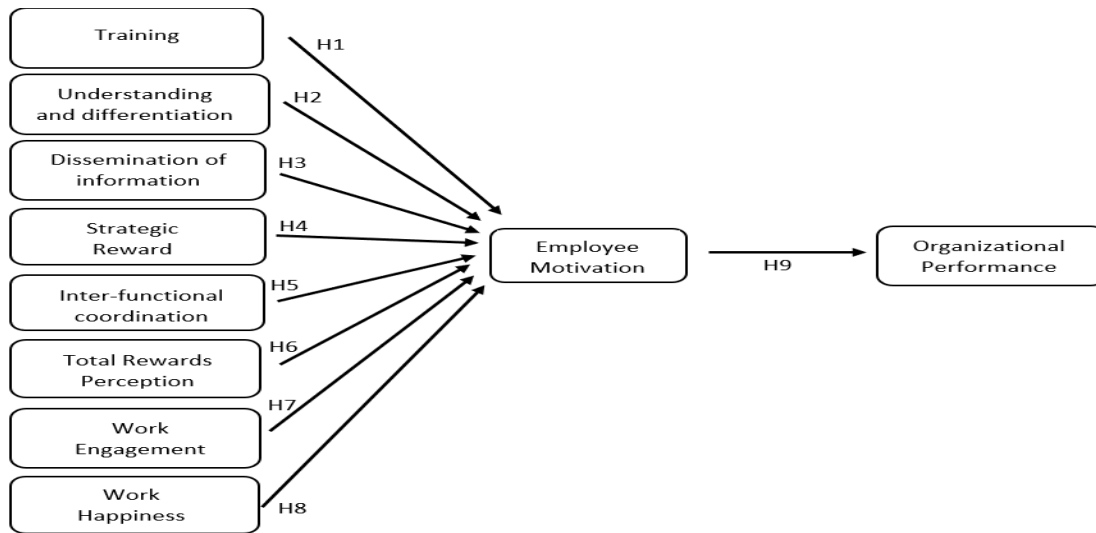 Training
H1
Understanding
and differentiation
H2
Dissemination of
information
H3
Strategic
Reward
H4
Inter-functional
coordination
H5
Total Rewards
Perception
H6
Work
Engagement
H7
Work
Happiness
H8
Employee
Motivation
H9
Organizational
Performance